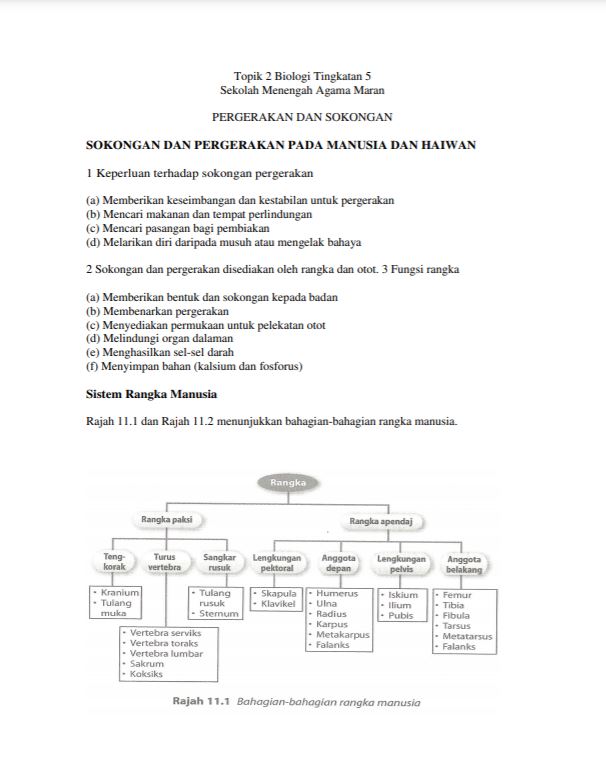 Topik 2 Biologi Tingkatan 5
Sekolah Menengah Agama Maran
PERGERAKAN DAN SOKONGAN
SOKONGAN DAN PERGERAKAN PADA MANUSIA DAN HAIWAN
1 Keperluan terhadap sokongan pergerakan
(a) Memberikan keseimbangan dan kestabilan untuk pergerakan
(b) Mencari makanan dan tempat perlindungan
(c) Mencari pasangan bagi pembiakan
(d) Melarikan diri daripada musuh atau mengelak bahaya
2 Sokongan dan pergerakan disediakan oleh rangka dan otot. 3 Fungsi rangka
(a) Memberikan bentuk dan sokongan kepada badan
(b) Membenarkan pergerakan
(c) Menyediakan permukaan untuk pelekatan otot
(d) Melindungi organ dalaman
(e) Menghasilkan sel-sel darah
(f) Menyimpan bahan (kalsium dan fosforus)
Sistem Rangka Manusia
Rajah 11.1 dan Rajah 11.2 menunjukkan bahagian-bahagian rangka manusia.
Rangka
Rangka paksi
Rangka apendaj
Teng-
korak
Turus
vertebra
Sangkar
rusuk
Lengkungan
pektoral
Anggota
depan
Lengkungan
pelvis
Anggota
belakang
• Kranium
• Tulang
muka
• Vertebra serviks
• Vertebra toraks
• Vertebra lumbar
• Sakrum
• Koksiks
• Tulang
rusuk
• Sternum
• Skapula
• Klavikel
• Humerus
• Ulna
• Radius
• Karpus
• Metakarpus
• Falanks
• Iskium
• Ilium
• Pubis
• Femur
• Tibia
• Fibula
• Tarsus
• Metatarsus
• Falanks
Rajah 11.1 Bahagian-bahagian rangka manusia